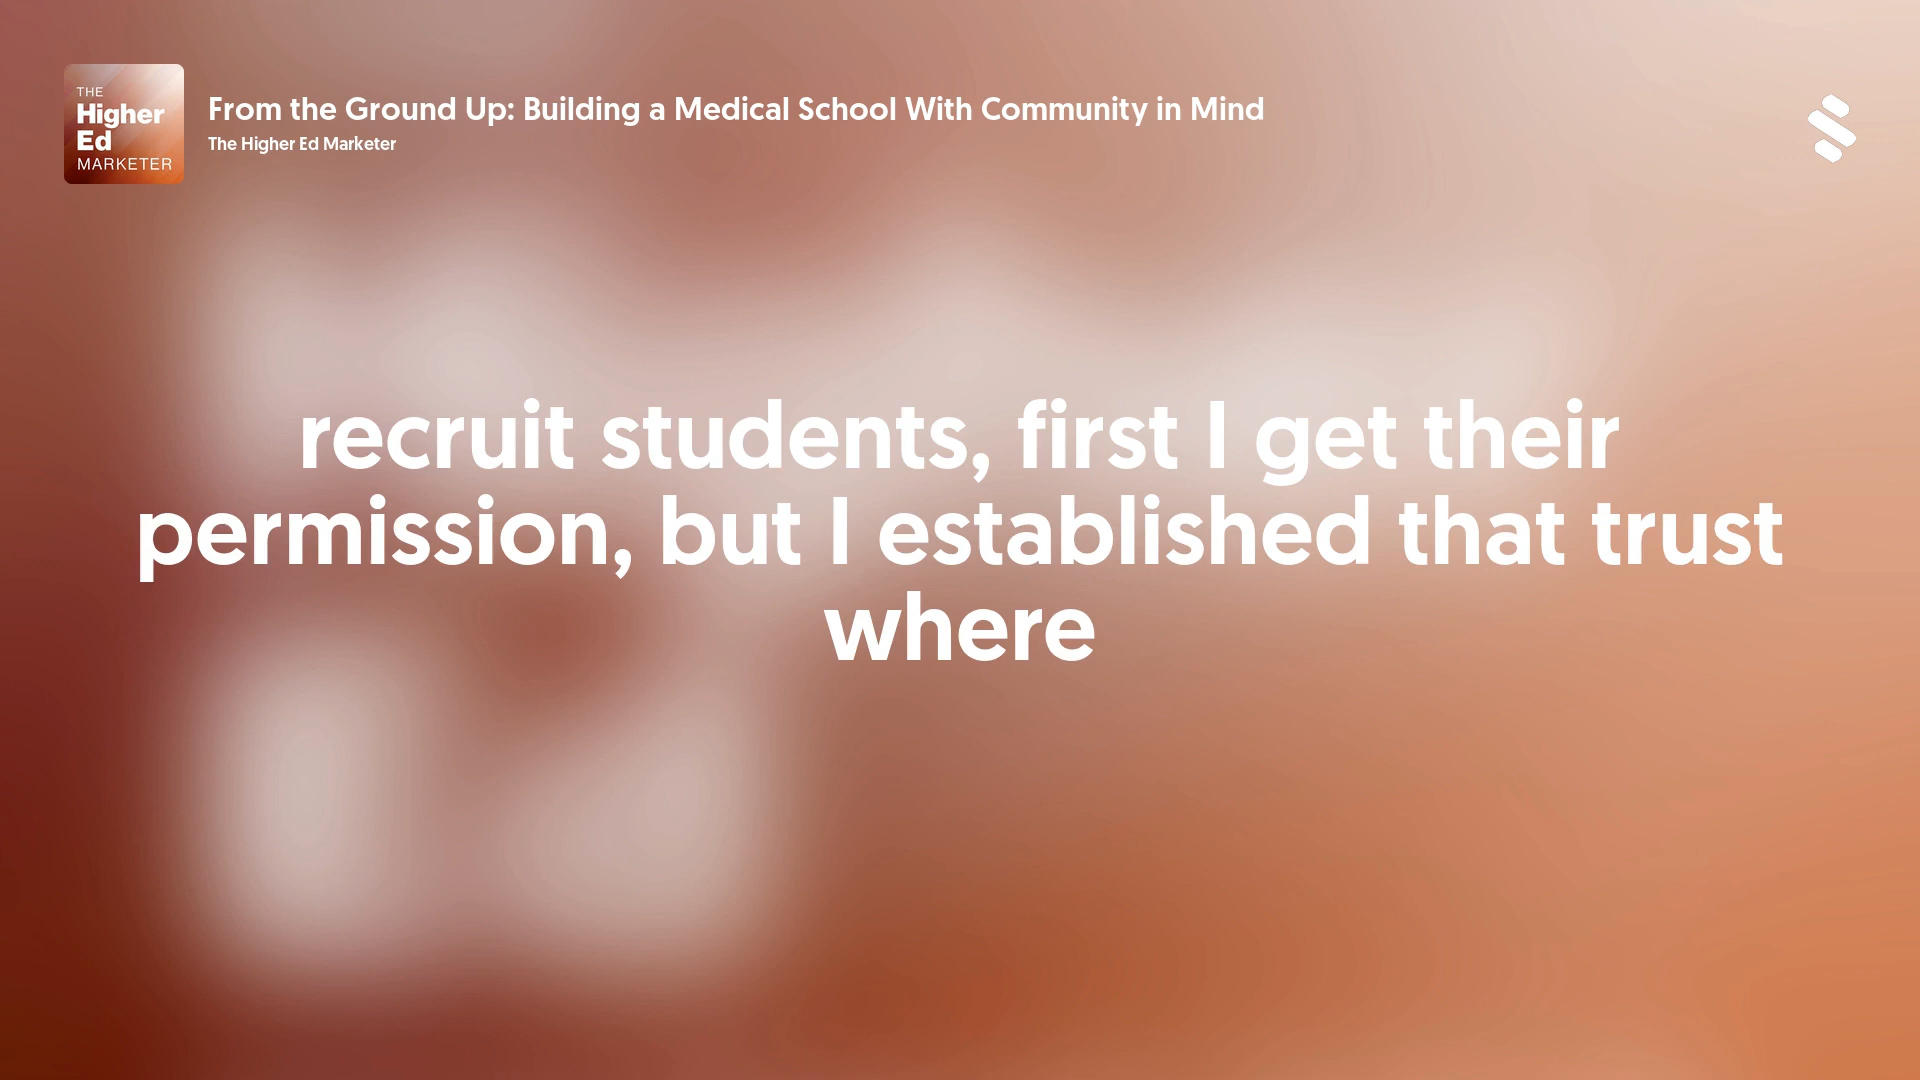 THE
Higher
Ed
MARKETER
From the Ground Up: Building a Medical School With Community in Mind
The Higher Ed Marketer
recruit students, first I get their
permission, but I established that trust
where